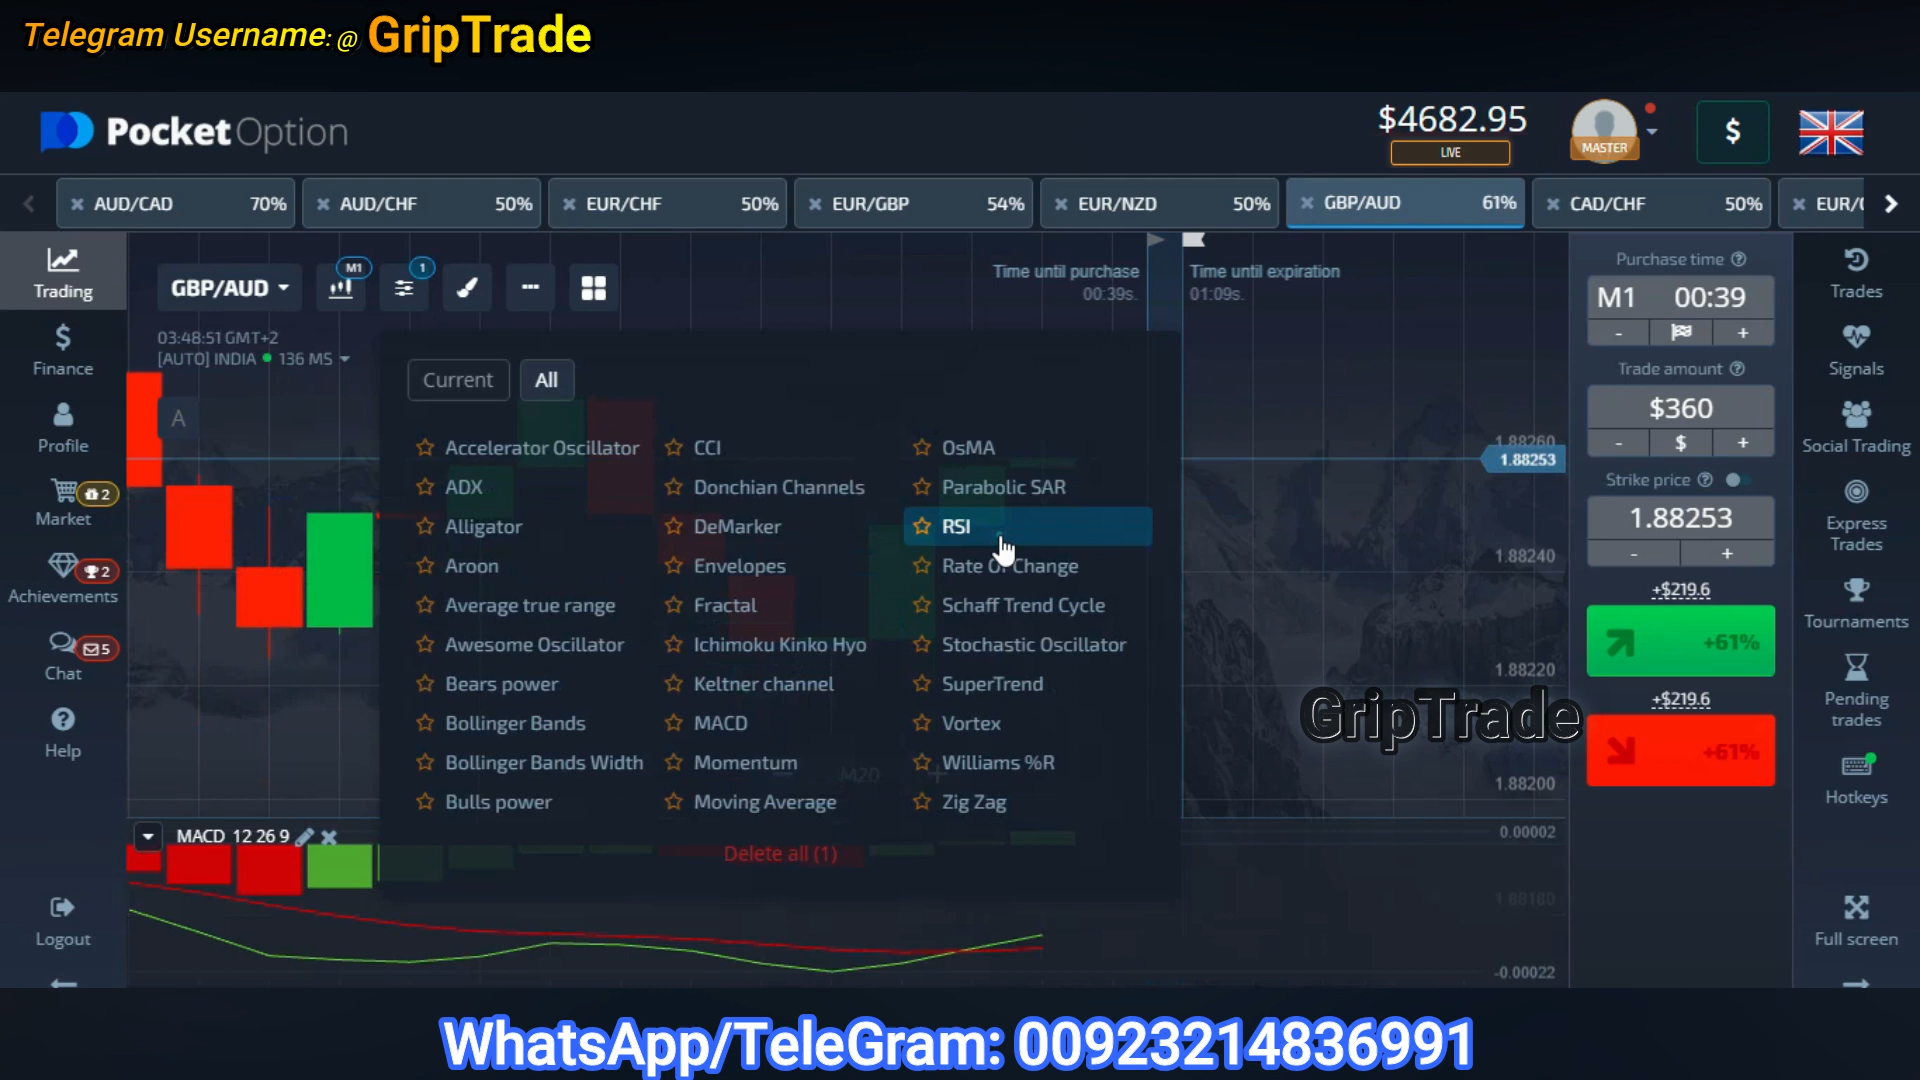 Telegram Username: @ GripTrade
PocketOption
$4682.95
LIVE
MASTER
$
AUD/CAD 70%
AUD/CHF 50%
EUR/CHF 50%
EUR/GBP 54%
EUR/NZD 50%
GBP/AUD 61%
CAD/CHF 50%
EUR/
Trading
Finance
Profile
Market
2
Achievements
2
Chat
5
Help
Logout
GBP/AUD
M1
1
03:48:51 GMT+2
[AUTO] INDIA 136 MS
A
Time until purchase
00:39s.
Time until expiration
01:09s.
Current
All
Accelerator Oscillator
ADX
Alligator
Aroon
Average true range
Awesome Oscillator
Bears power
Bollinger Bands
Bollinger Bands Width
Bulls power
CCI
Donchian Channels
DeMarker
Envelopes
Fractal
Ichimoku Kinko Hyo
Keltner channel
MACD
Momentum
Moving Average
OsMA
Parabolic SAR
RSI
Rate Of Change
Schaff Trend Cycle
Stochastic Oscillator
SuperTrend
Vortex
Williams %R
Zig Zag
M20
Delete all (1)
MACD 12 26 9
1.88260
1.88253
1.88240
1.88220
1.88200
0.00002
1.88180
-0.00022
GripTrade
Purchase time
M1 00:39
- +
Trade amount
$360
- $ +
Strike price
1.88253
- +
+$219.6
+61%
+$219.6
+61%
Trades
Signals
Social Trading
Express
Trades
Tournaments
Pending
trades
Hotkeys
Full screen
WhatsApp/TeleGram: 00923214836991